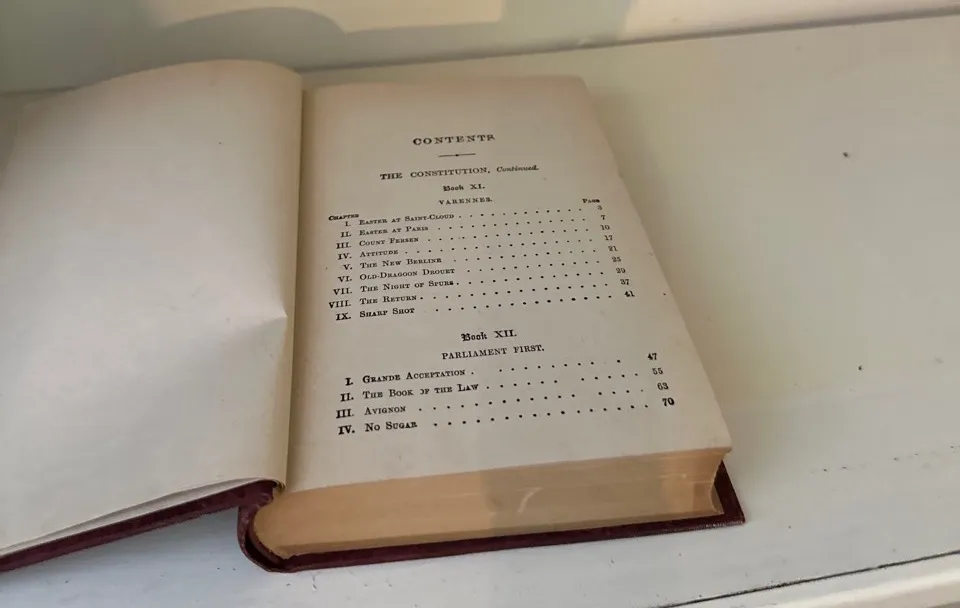 CONTENTS
THE CONSTITUTION, Continued.
Book XI.
VARENNES.
CHAPTER PAGE
I. EASTER AT SAINT-CLOUD 3
II. EASTER AT PARIS 7
III. COUNT FERSEN 10
IV. ATTITUDE 17
V. THE NEW BERLINE 21
VI. OLD-DRAGOON DROUET 25
VII. THE NIGHT OF SPURS 29
VIII. THE RETURN 37
IX. SHARP SHOT 41
Book XII.
PARLIAMENT FIRST.
I. GRANDE ACCEPTATION 47
II. THE BOOK OF THE LAW 55
III. AVIGNON 63
IV. NO SUGAR 70